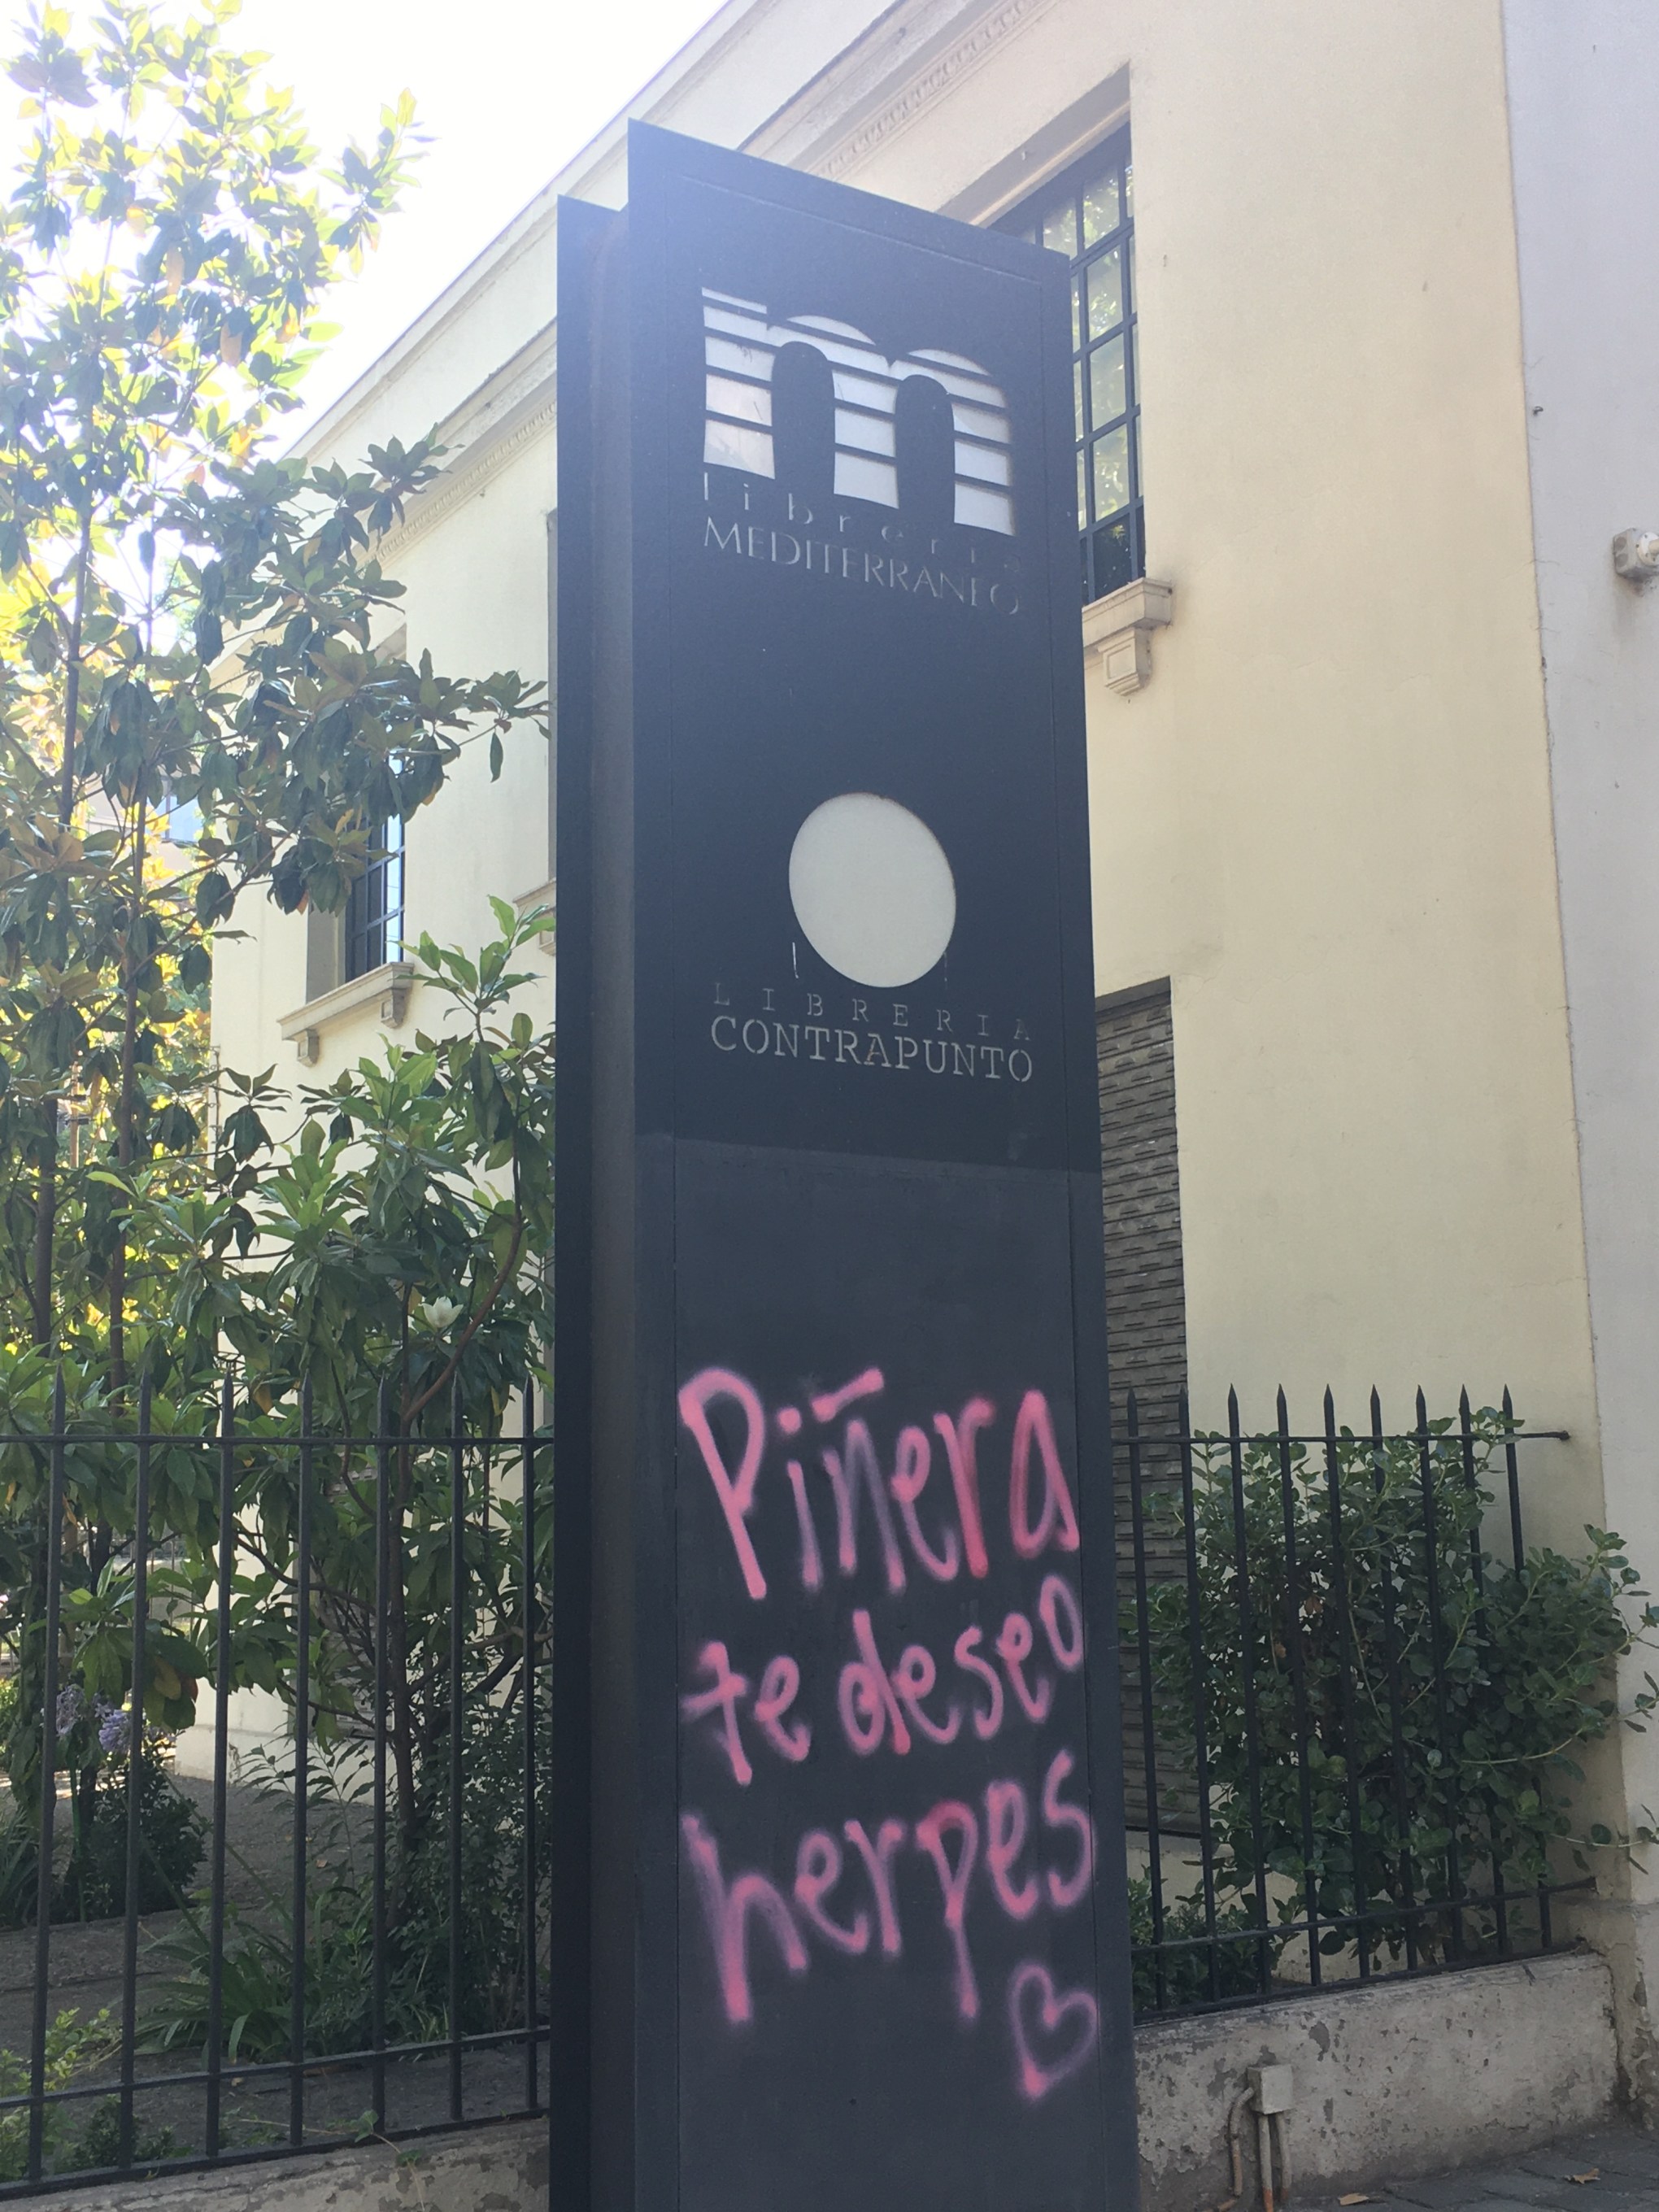 m
libreria
MEDITERRANEO
LIBRERIA
CONTRAPUNTO
Piñera
te deseo
herpes